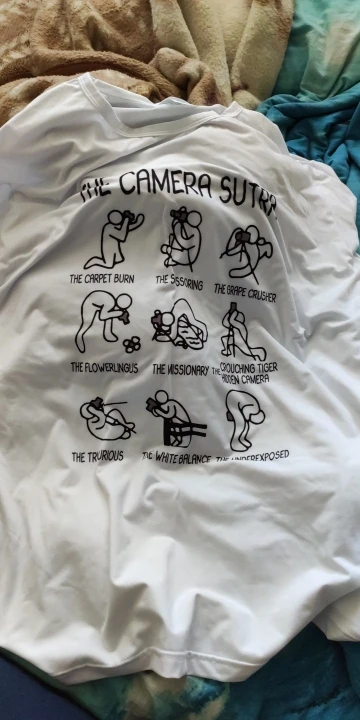 THE CAMERA SUTRA
THE CARPET BURN THE SISSORING THE GRAPE CRUSHER
THE FLOWERLINGUS THE MISSIONARY THE CROUCHING TIGER
HIDDEN CAMERA
THE TRURIOUS THE WHITE BALANCE THE UNDEREXPOSED